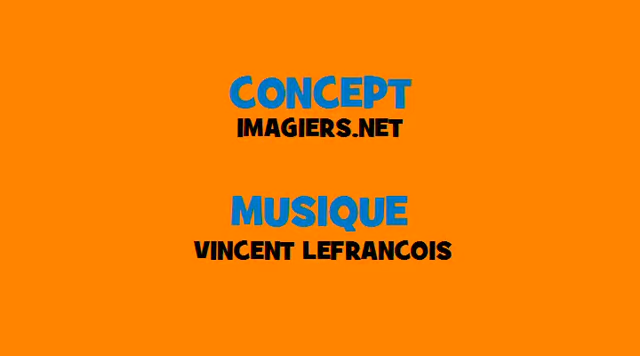 CONCEPT
IMAGIERS.NET
MUSIQUE
VINCENT LEFRANCOIS